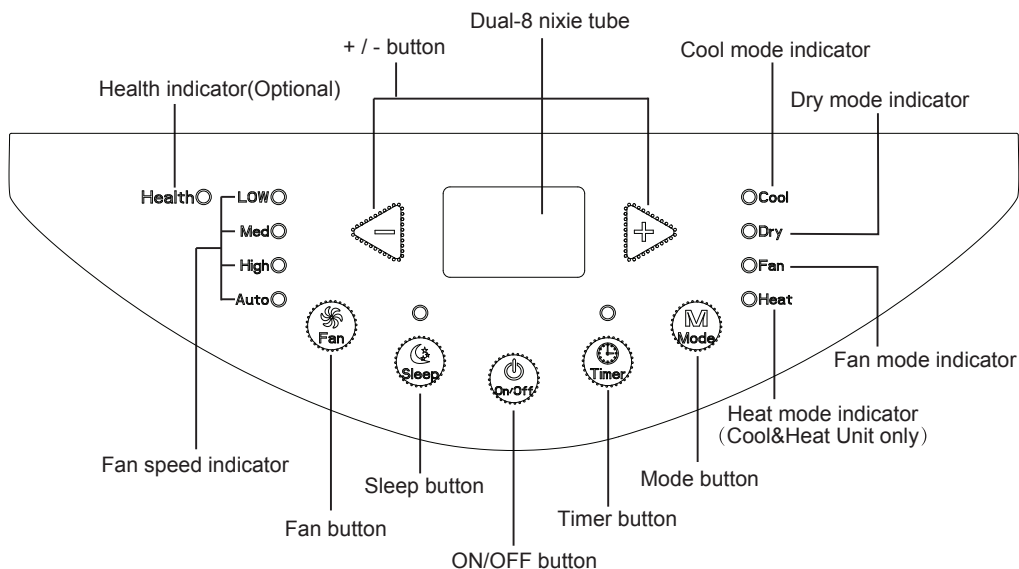 Dual-8 nixie tube
+ / - button
Cool mode indicator
Health indicator(Optional)
Dry mode indicator
Health
LOW
Med
High
Auto
−
+
Cool
Dry
Fan
Heat
Fan
Sleep
On/Off
Timer
M
Mode
Fan mode indicator
Heat mode indicator
（Cool&Heat Unit only）
Fan speed indicator
Sleep button
Mode button
Fan button
Timer button
ON/OFF button